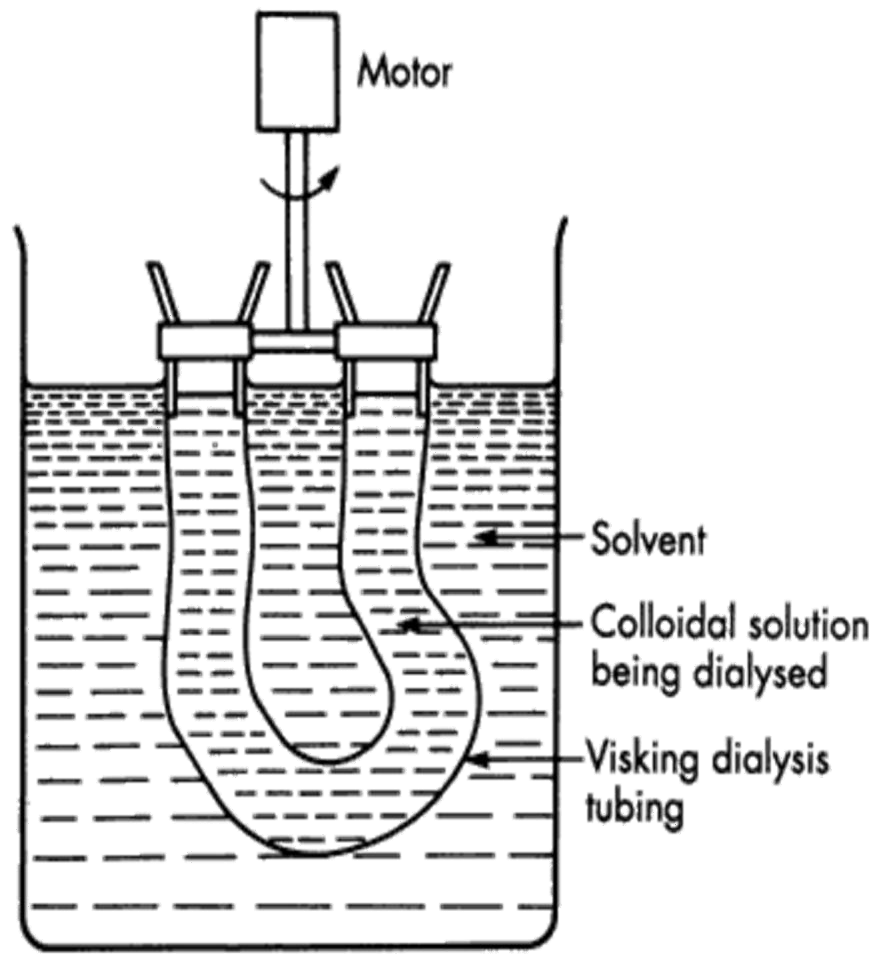 Motor
Solvent
Colloidal solution
being dialysed
Visking dialysis
tubing